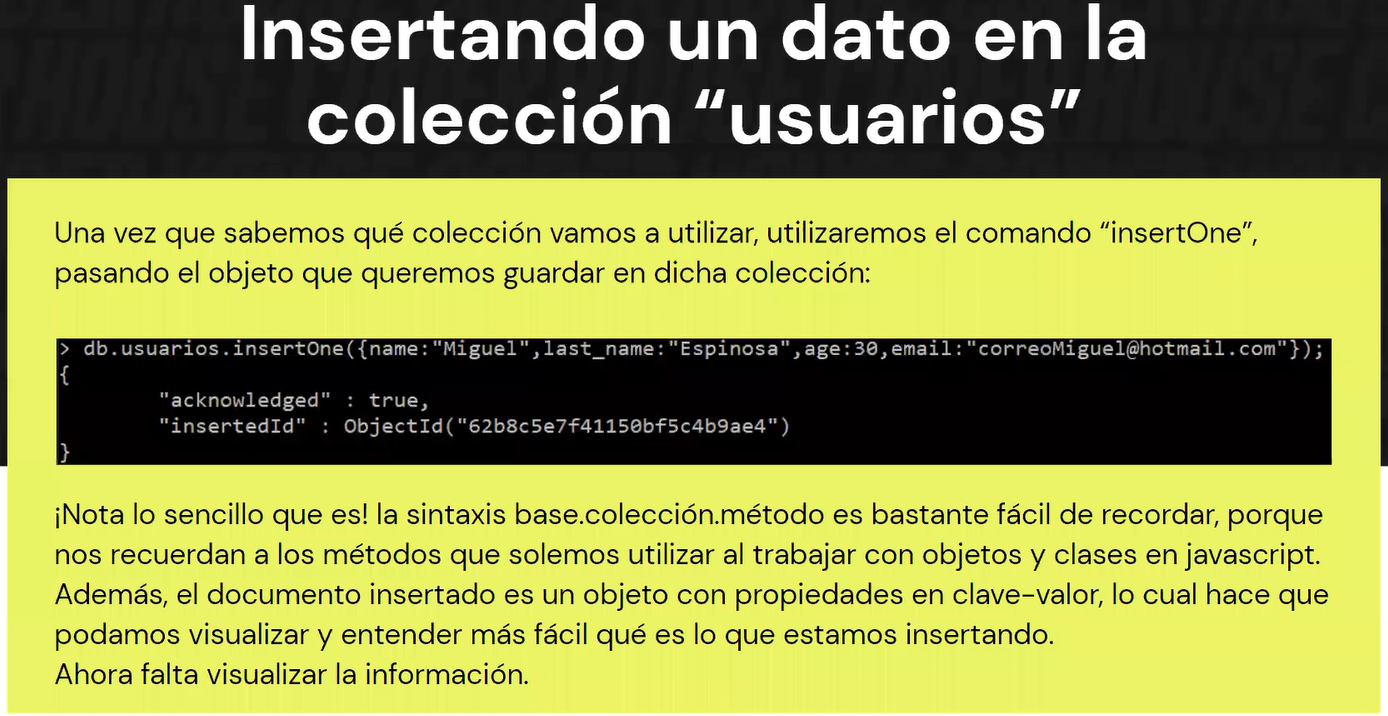 Insertando un dato en la
colección “usuarios”
Una vez que sabemos qué colección vamos a utilizar, utilizaremos el comando “insertOne”,
pasando el objeto que queremos guardar en dicha colección:
> db.usuarios.insertOne({name:"Miguel",last_name:"Espinosa",age:30,email:"correoMiguel@hotmail.com"});
{
"acknowledged" : true,
"insertedId" : ObjectId("62b8c5e7f41150bf5c4b9ae4")
}
¡Nota lo sencillo que es! la sintaxis base.colección.método es bastante fácil de recordar, porque
nos recuerdan a los métodos que solemos utilizar al trabajar con objetos y clases en javascript.
Además, el documento insertado es un objeto con propiedades en clave-valor, lo cual hace que
podamos visualizar y entender más fácil qué es lo que estamos insertando.
Ahora falta visualizar la información.